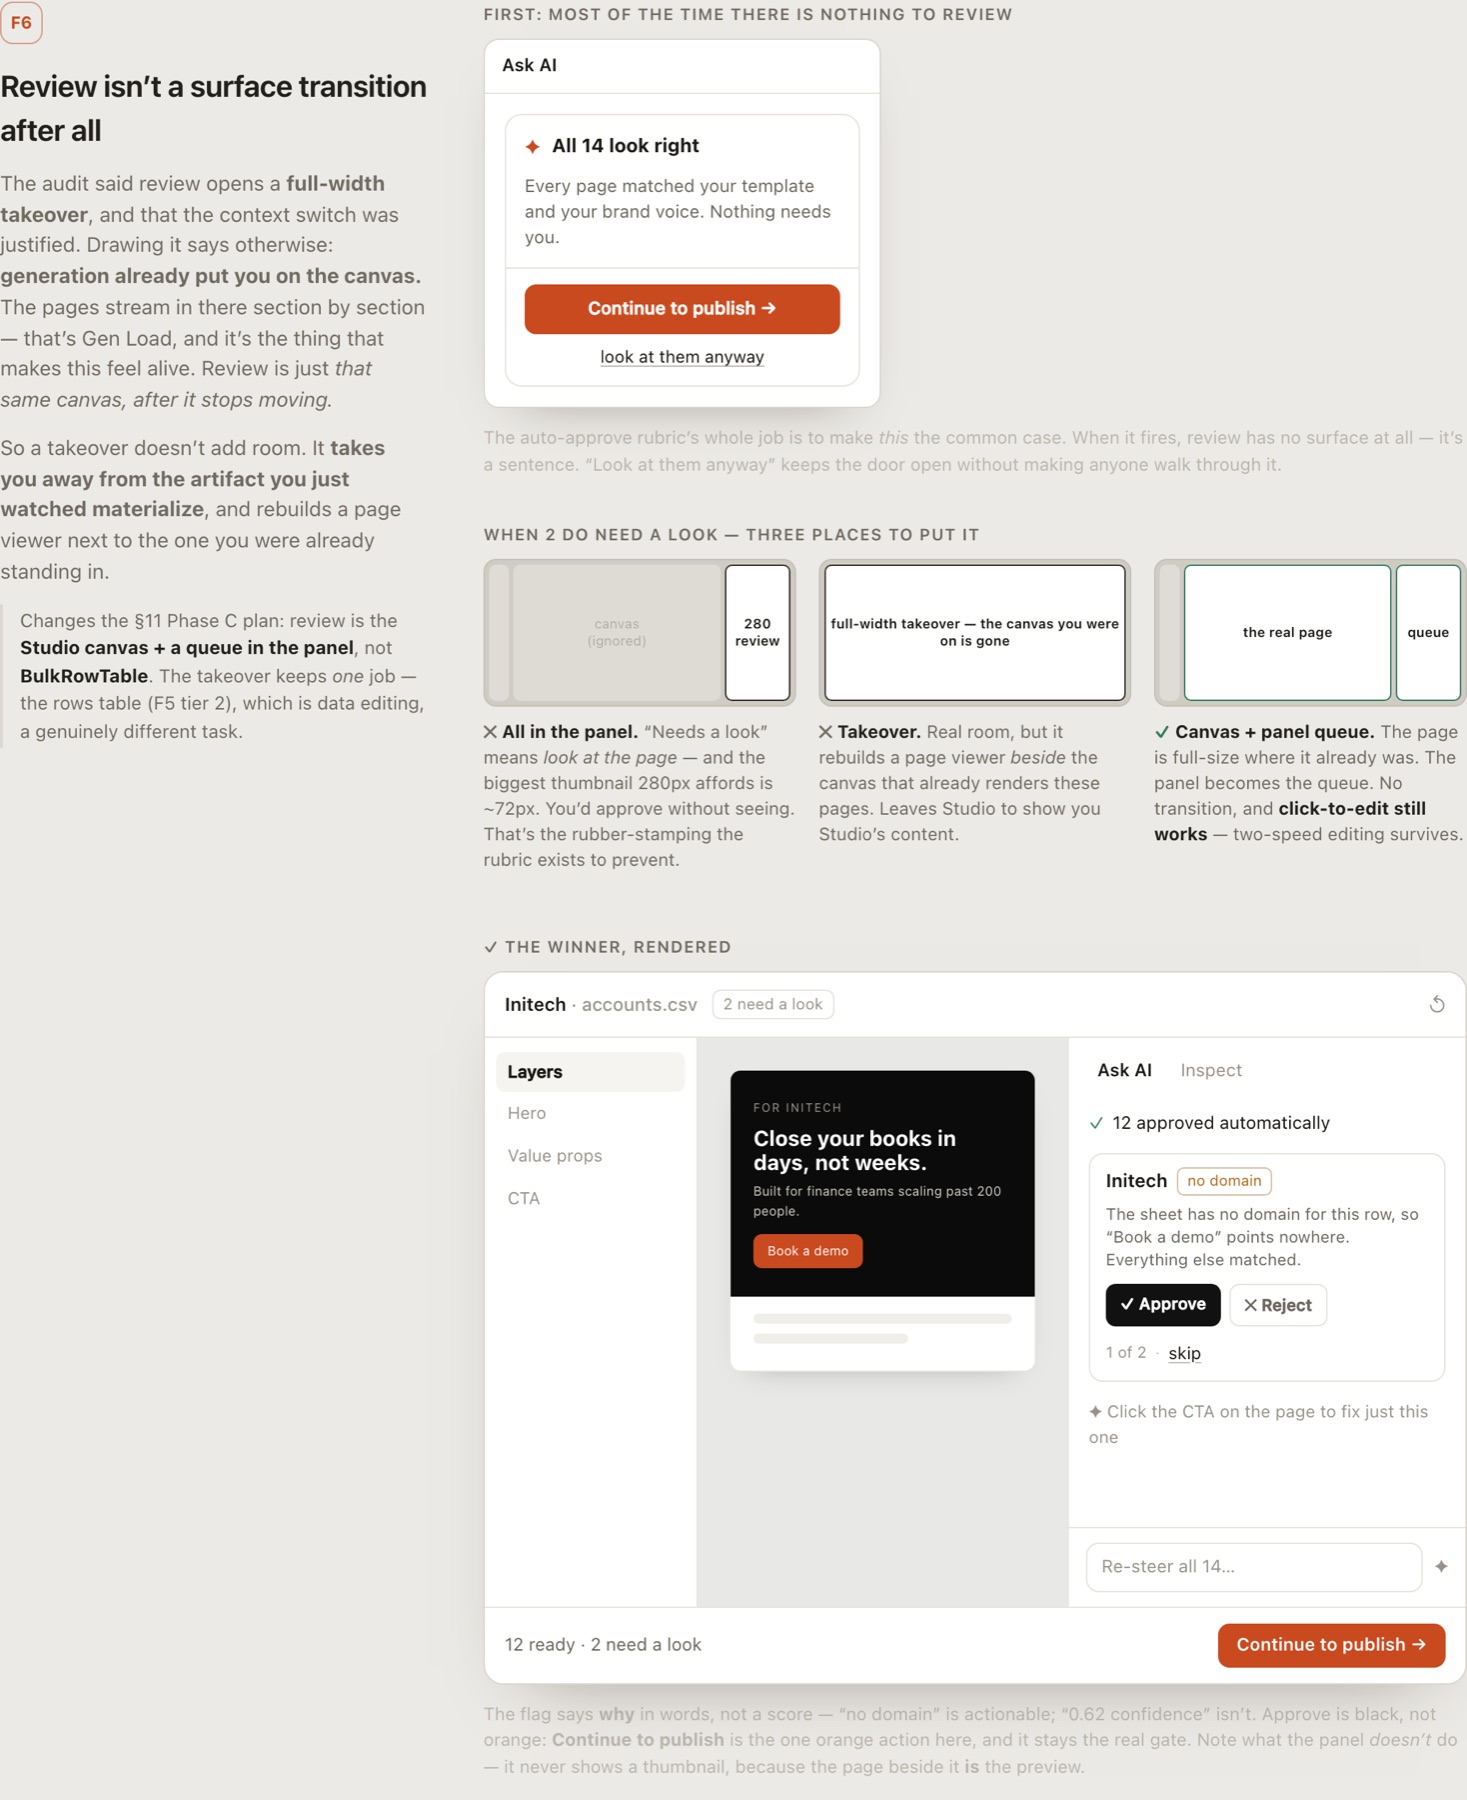 F6
Review isn’t a surface transition
after all
The audit said review opens a full-width
takeover, and that the context switch was
justified. Drawing it says otherwise:
generation already put you on the canvas.
The pages stream in there section by section
— that’s Gen Load, and it’s the thing that
makes this feel alive. Review is just that
same canvas, after it stops moving.
So a takeover doesn’t add room. It takes
you away from the artifact you just
watched materialize, and rebuilds a page
viewer next to the one you were already
standing in.
Changes the §11 Phase C plan: review is the
Studio canvas + a queue in the panel, not
BulkRowTable. The takeover keeps one job —
the rows table (F5 tier 2), which is data editing,
a genuinely different task.
FIRST: MOST OF THE TIME THERE IS NOTHING TO REVIEW
Ask AI
✦ All 14 look right
Every page matched your template
and your brand voice. Nothing needs
you.
Continue to publish →
look at them anyway
The auto-approve rubric’s whole job is to make this the common case. When it fires, review has no surface at all — it’s
a sentence. “Look at them anyway” keeps the door open without making anyone walk through it.
WHEN 2 DO NEED A LOOK — THREE PLACES TO PUT IT
canvas
(ignored)
280
review
✕ All in the panel. “Needs a look”
means look at the page — and the
biggest thumbnail 280px affords is
~72px. You’d approve without seeing.
That’s the rubber-stamping the
rubric exists to prevent.
full-width takeover — the canvas you were
on is gone
✕ Takeover. Real room, but it
rebuilds a page viewer beside the
canvas that already renders these
pages. Leaves Studio to show you
Studio’s content.
the real page
queue
✓ Canvas + panel queue. The page
is full-size where it already was. The
panel becomes the queue. No
transition, and click-to-edit still
works — two-speed editing survives.
✓ THE WINNER, RENDERED
Initech · accounts.csv 2 need a look
Layers
Hero
Value props
CTA
FOR INITECH
Close your books in
days, not weeks.
Built for finance teams scaling past 200
people.
Book a demo
Ask AI Inspect
✓ 12 approved automatically
Initech no domain
The sheet has no domain for this row, so
“Book a demo” points nowhere.
Everything else matched.
✓ Approve ✕ Reject
1 of 2 · skip
✦ Click the CTA on the page to fix just this
one
Re-steer all 14… ✦
12 ready · 2 need a look
Continue to publish →
The flag says why in words, not a score — “no domain” is actionable; “0.62 confidence” isn’t. Approve is black, not
orange: Continue to publish is the one orange action here, and it stays the real gate. Note what the panel doesn’t do
— it never shows a thumbnail, because the page beside it is the preview.